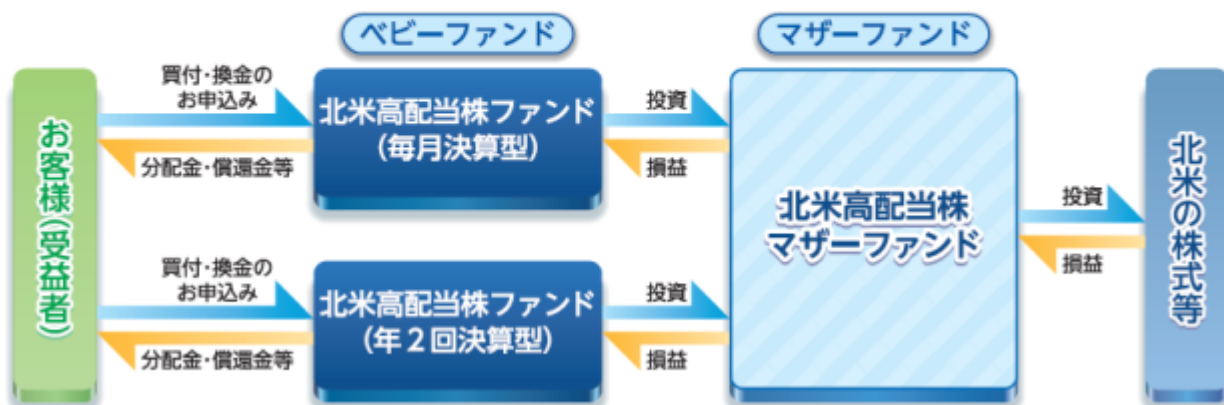 ベビーファンド
マザーファンド
お客様(受益者)
買付・換金の
お申込み
分配金・償還金等
北米高配当株ファンド
(毎月決算型)
投資
損益
買付・換金の
お申込み
分配金・償還金等
北米高配当株ファンド
(年2回決算型)
投資
損益
北米高配当株
マザーファンド
投資
損益
北米の株式等